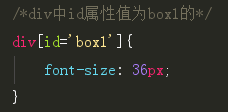 /*div中id属性值为box1的*/
div[id='box1']{
font-size: 36px;
}